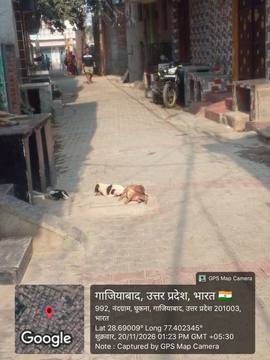 GPS Map Camera
गाजियाबाद, उत्तर प्रदेश, भारत
992, नंदग्राम, घूकना, गाजियाबाद, उत्तर प्रदेश 201003,
भारत
Lat 28.69009° Long 77.402345°
शुक्रवार, 20/11/2026 01:23 PM GMT +05:30
Note : Captured by GPS Map Camera
Google